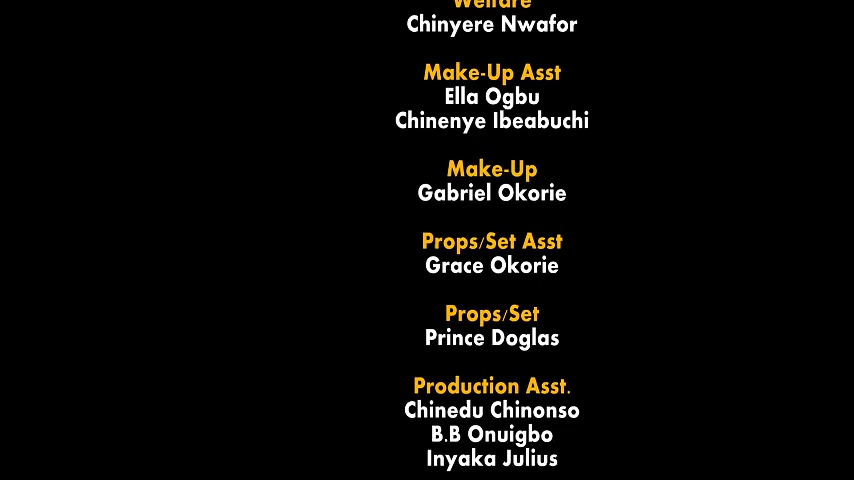 Welfare
Chinyere Nwafor
Make-Up Asst
Ella Ogbu
Chinenye Ibeabuchi
Make-Up
Gabriel Okorie
Props/Set Asst
Grace Okorie
Props/Set
Prince Doglas
Production Asst.
Chinedu Chinonso
B.B Onuigbo
Inyaka Julius